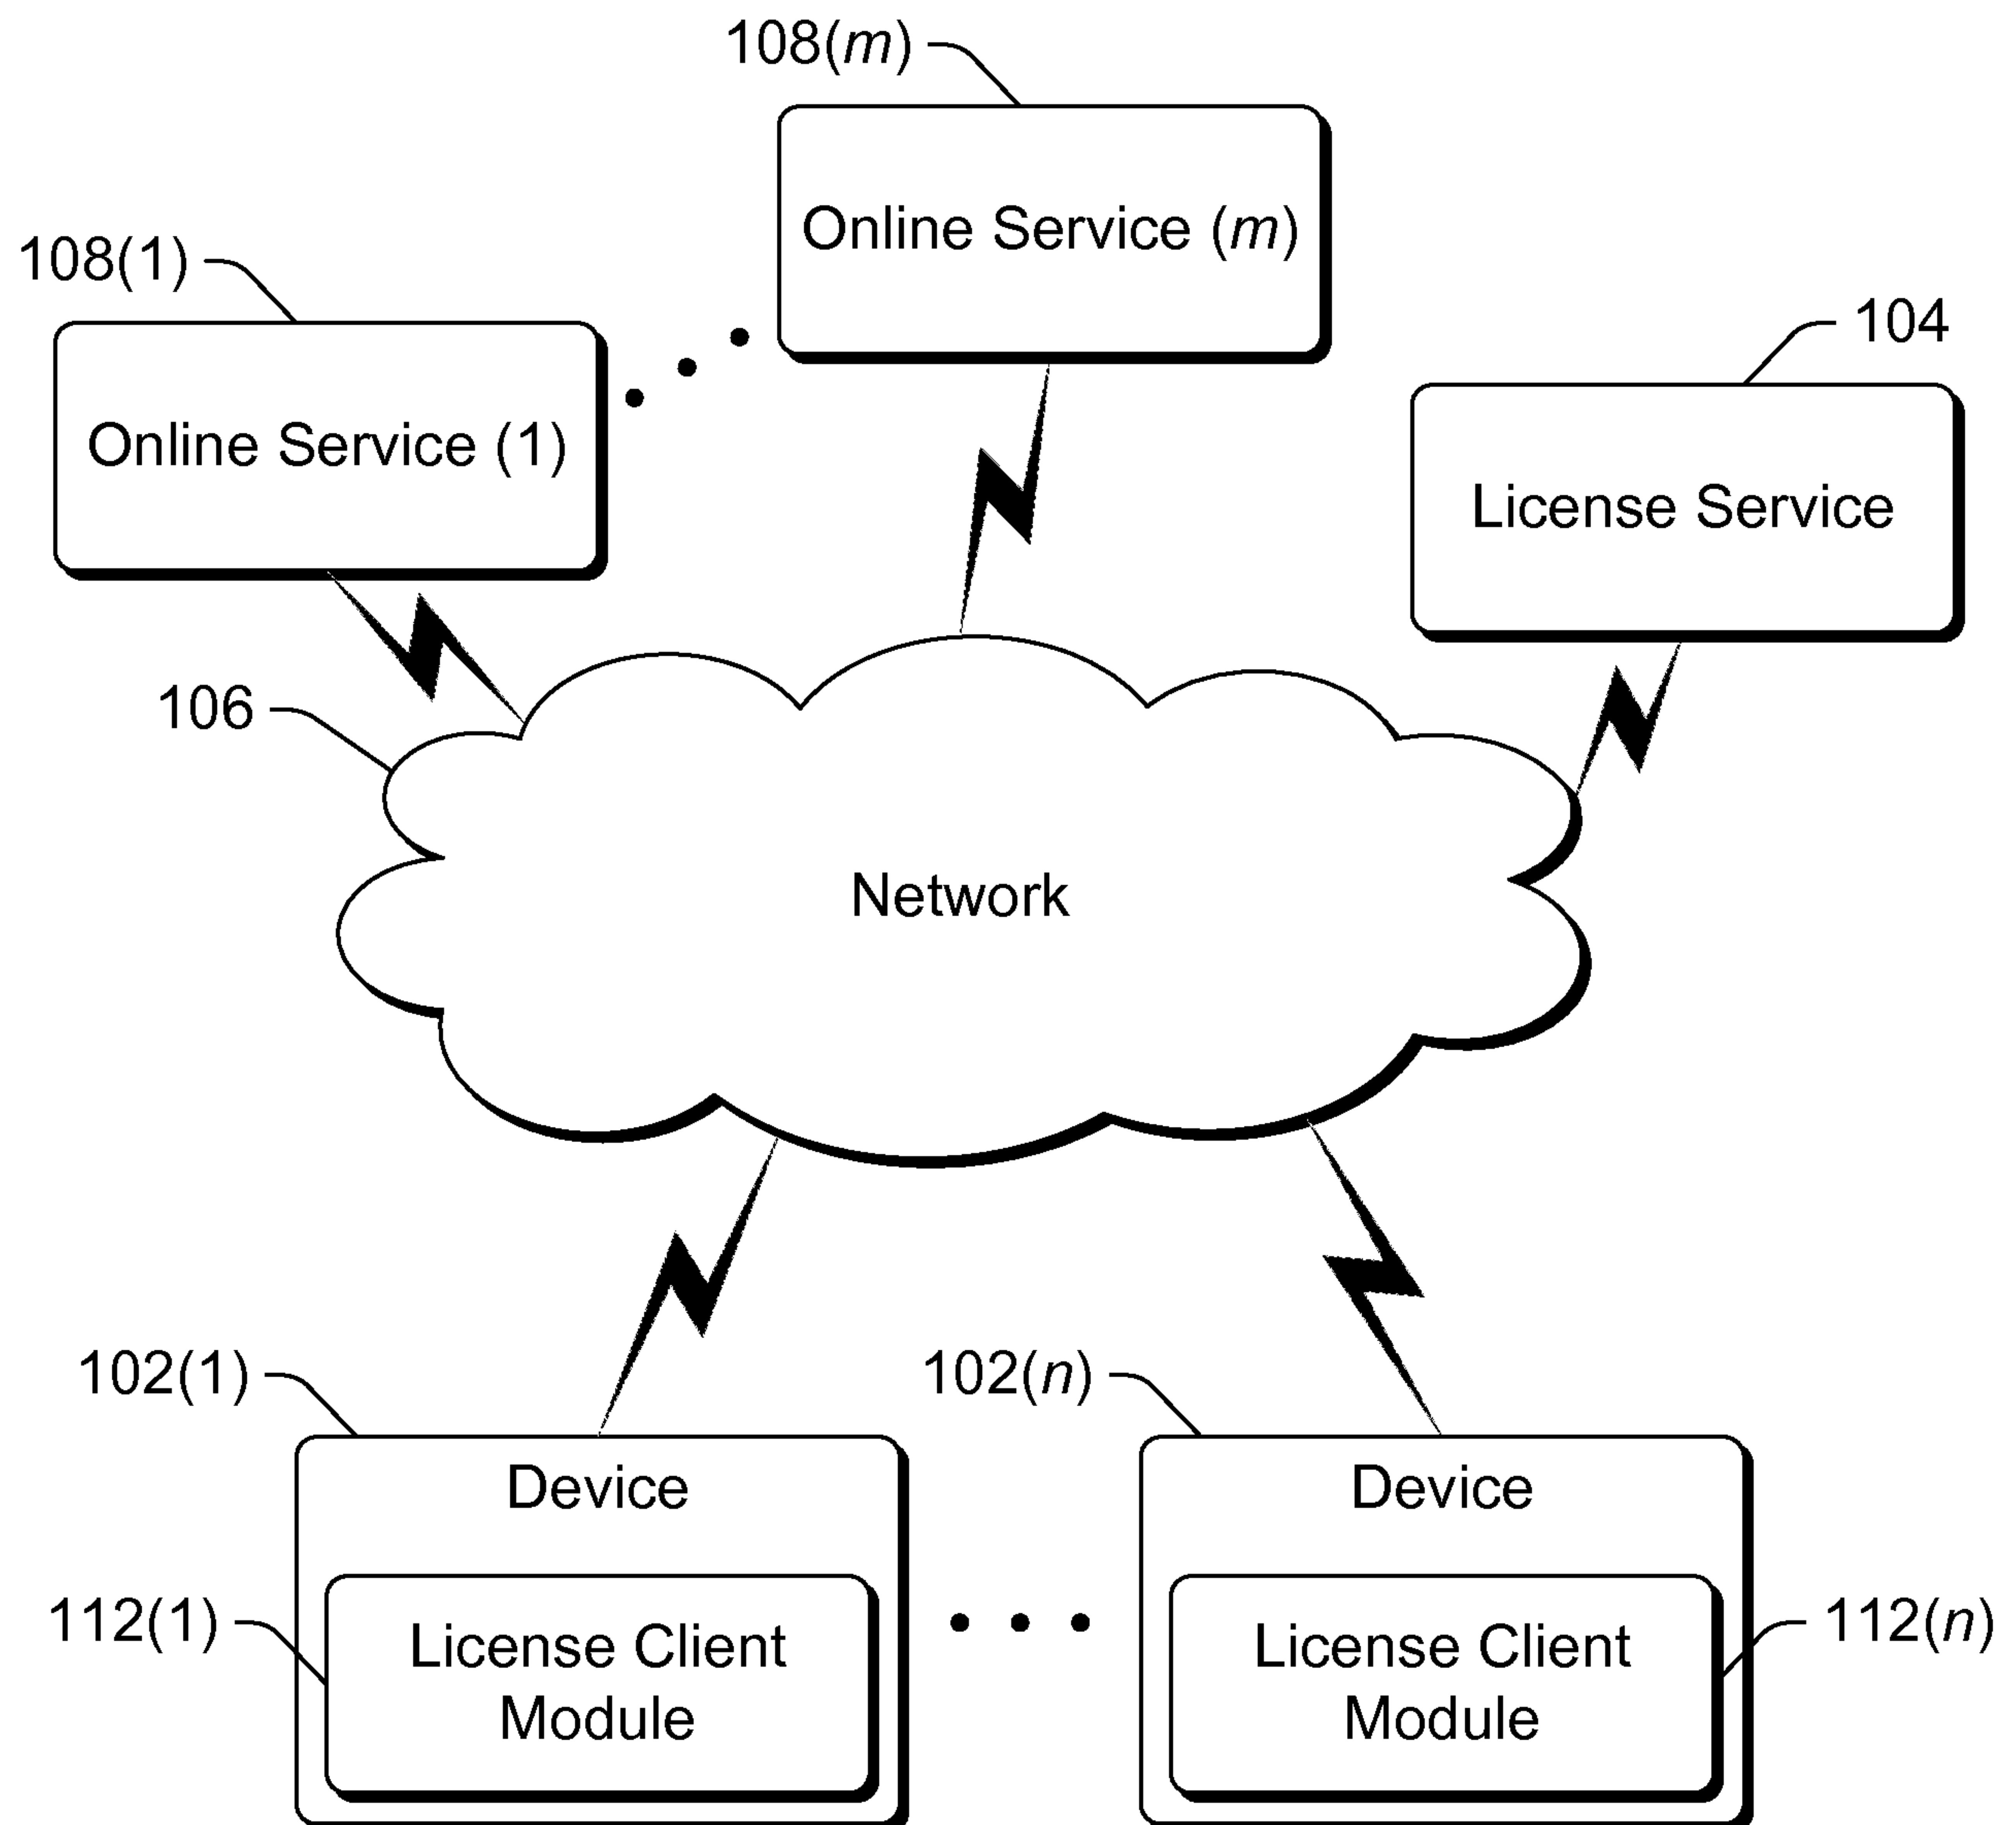 108(m)
Online Service (m)
108(1)
Online Service (1)
104
License Service
106
Network
102(1)
Device
112(1)
License Client
Module
102(n)
Device
License Client
Module
112(n)